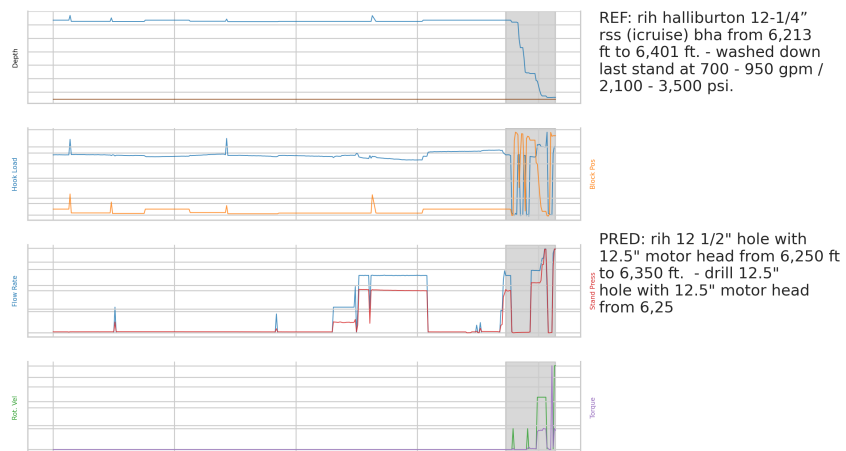 REF: rih halliburton 12-1/4”
rss (icruise) bha from 6,213
ft to 6,401 ft. - washed down
last stand at 700 - 950 gpm /
2,100 - 3,500 psi.
Depth
Hook Load
Block Pos
PRED: rih 12 1/2" hole with
12.5" motor head from 6,250 ft
to 6,350 ft.  - drill 12.5"
hole with 12.5" motor head
from 6,25
Flow Rate
Stand Press
Rot. Vel
Torque